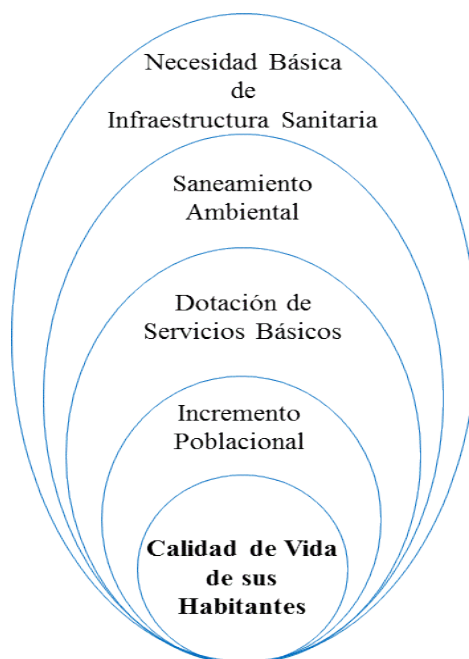 Necesidad Básica
de
Infraestructura Sanitaria
Saneamiento
Ambiental
Dotación de
Servicios Básicos
Incremento
Poblacional
Calidad de Vida
de sus
Habitantes